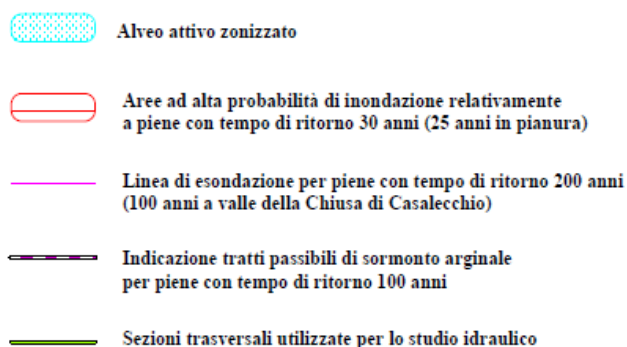 Alveo attivo zonizzato
Aree ad alta probabilità di inondazione relativamente
a piene con tempo di ritorno 30 anni (25 anni in pianura)
Linea di esondazione per piene con tempo di ritorno 200 anni
(100 anni a valle della Chiusa di Casalecchio)
Indicazione tratti passibili di sormonto arginale
per piene con tempo di ritorno 100 anni
Sezioni trasversali utilizzate per lo studio idraulico